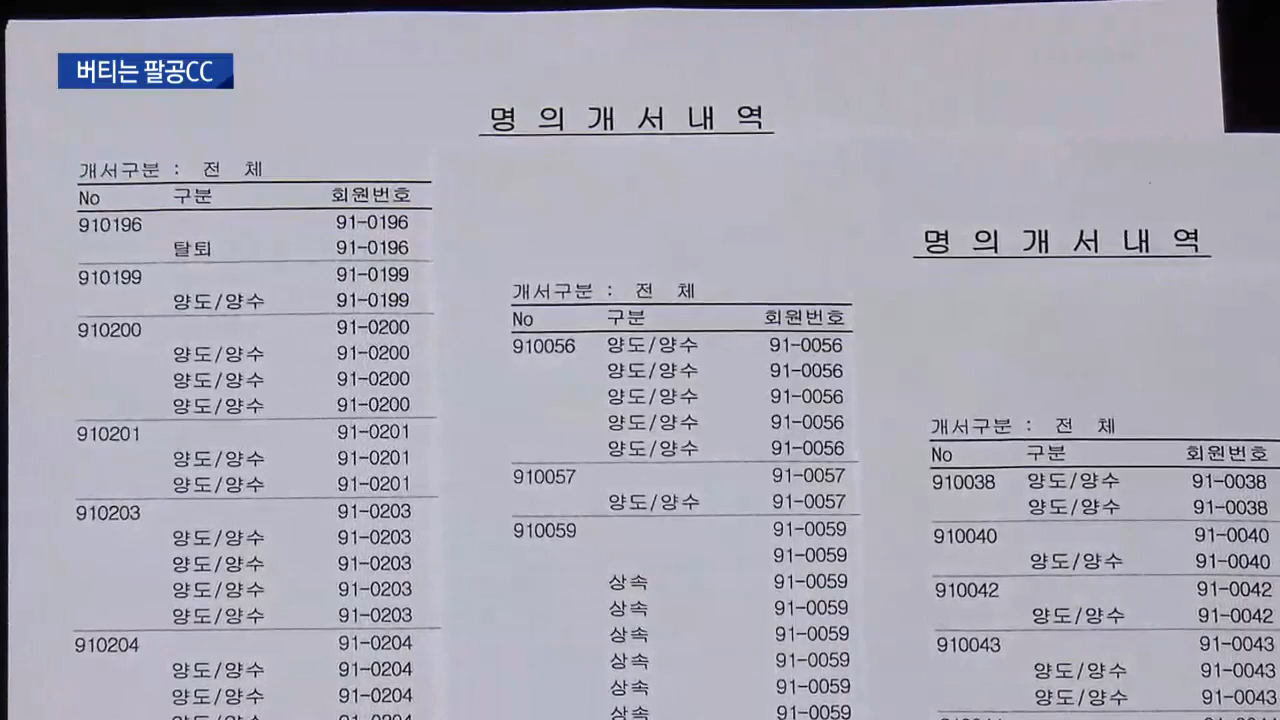 버티는 팔공CC
명 의 개 서 내 역
개서구분 : 전 체
No 구분 회원번호
910196 91-0196
탈퇴 91-0196
910199 91-0199
양도/양수 91-0199
910200 91-0200
양도/양수 91-0200
양도/양수 91-0200
양도/양수 91-0200
910201 91-0201
양도/양수 91-0201
양도/양수 91-0201
910203 91-0203
양도/양수 91-0203
양도/양수 91-0203
양도/양수 91-0203
양도/양수 91-0203
910204 91-0204
양도/양수 91-0204
양도/양수 91-0204
양도/양수 91-0204
개서구분 : 전 체
No 구분 회원번호
910056 양도/양수 91-0056
양도/양수 91-0056
양도/양수 91-0056
양도/양수 91-0056
양도/양수 91-0056
910057 91-0057
양도/양수 91-0057
910059 91-0059
91-0059
상속 91-0059
상속 91-0059
상속 91-0059
상속 91-0059
상속 91-0059
상속 91-0059
명 의 개 서 내 역
개서구분 : 전 체
No 구분 회원번호
910038 양도/양수 91-0038
양도/양수 91-0038
910040 91-0040
양도/양수 91-0040
910042 91-0042
양도/양수 91-0042
910043 91-0043
양도/양수 91-0043
양도/양수 91-0043